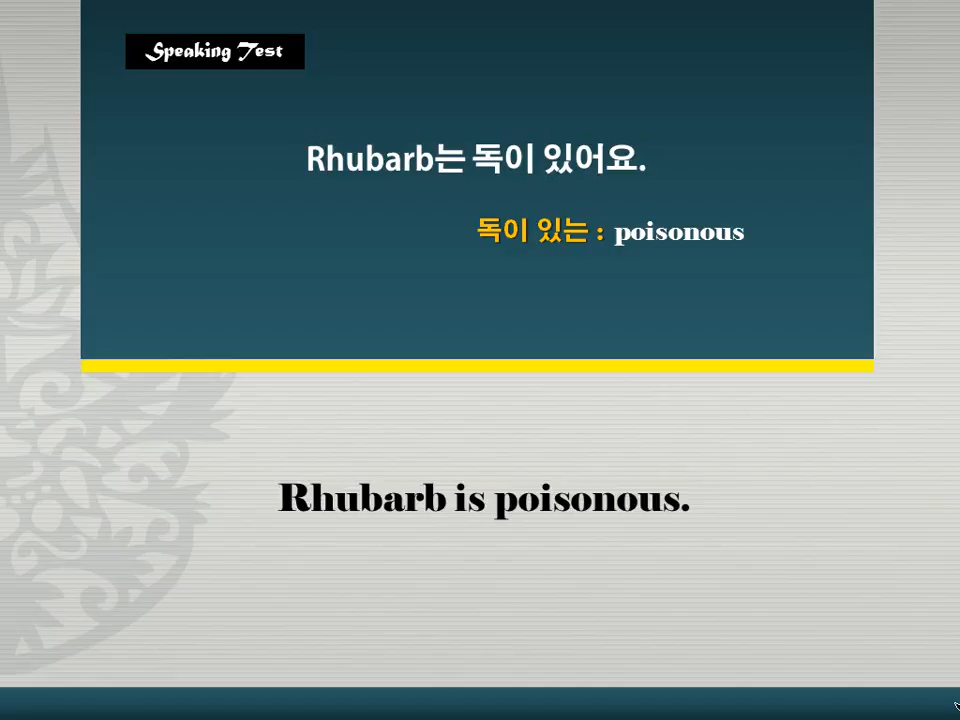 Speaking Test
Rhubarb는 독이 있어요.
독이 있는 : poisonous
Rhubarb is poisonous.